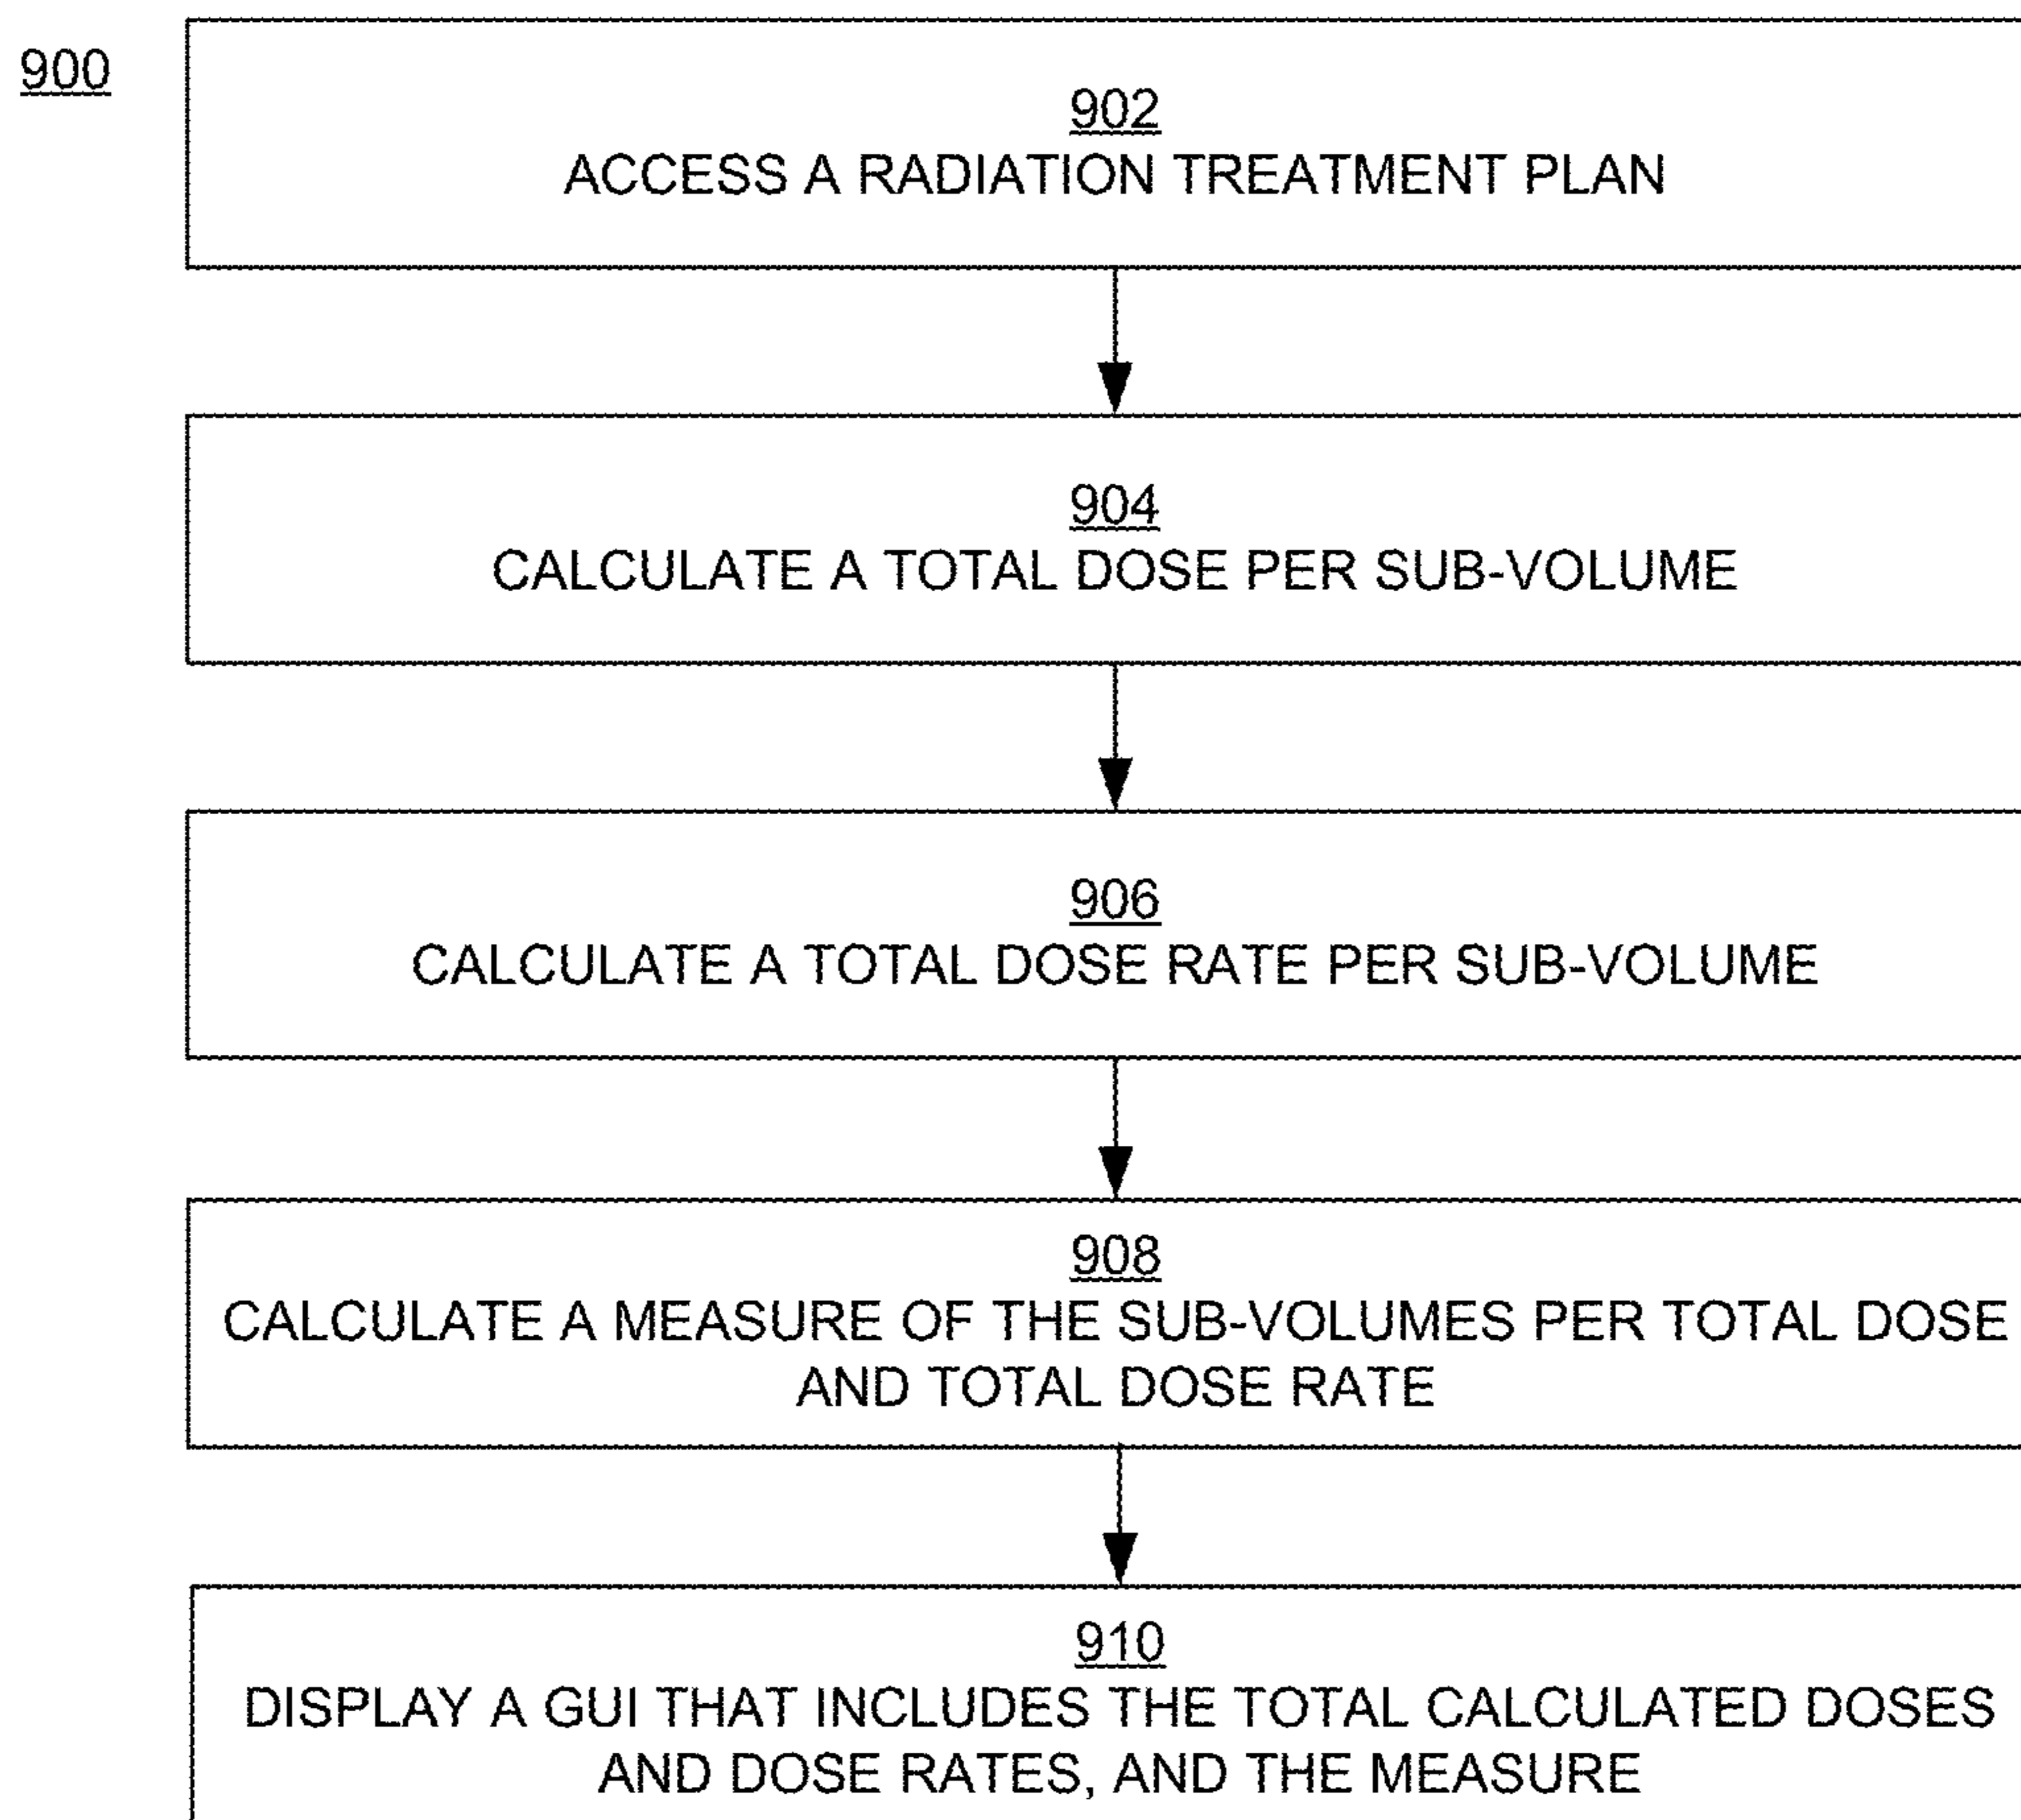 900
902
ACCESS A RADIATION TREATMENT PLAN
904
CALCULATE A TOTAL DOSE PER SUB-VOLUME
906
CALCULATE A TOTAL DOSE RATE PER SUB-VOLUME
908
CALCULATE A MEASURE OF THE SUB-VOLUMES PER TOTAL DOSE
AND TOTAL DOSE RATE
910
DISPLAY A GUI THAT INCLUDES THE TOTAL CALCULATED DOSES
AND DOSE RATES, AND THE MEASURE